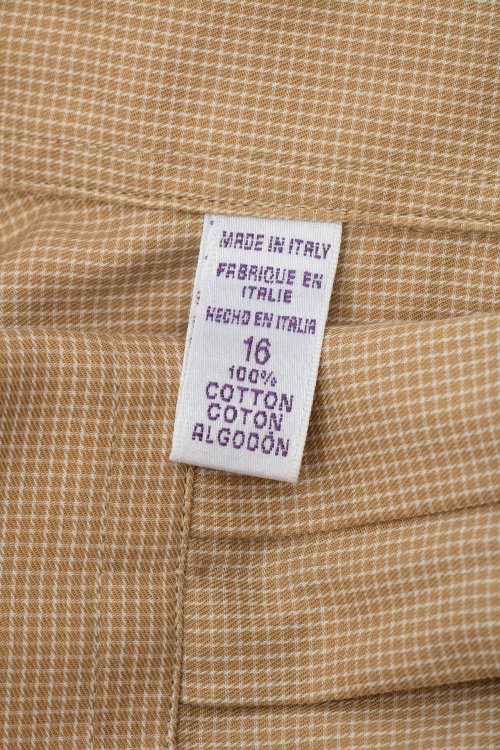 MADE IN ITALY
FABRIQUE EN
ITALIE
HECHO EN ITALIA
16
100%
COTTON
COTON
ALGODÓN